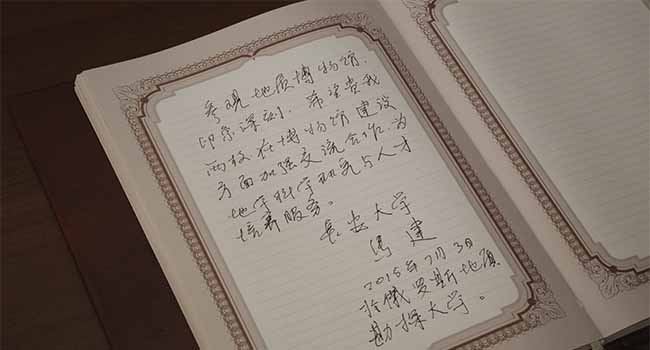 参观地质博物馆,
印象深刻。希望贵我
两校在博物馆建设
方面加强交流合作,为
地学科学研究与人才
培养服务。
长安大学
马建
2015年7月3日
于俄罗斯地质
勘探大学。